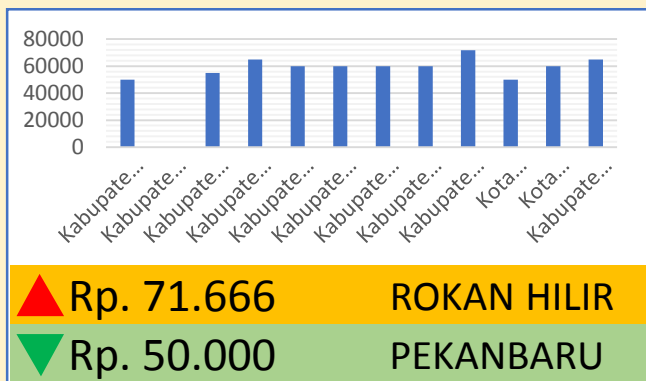 80000
60000
40000
20000
0
Kabupate...
Kabupate...
Kabupate...
Kabupate...
Kabupate...
Kabupate...
Kabupate...
Kabupate...
Kabupate...
Kota...
Kota...
Kabupate...
Rp. 71.666 ROKAN HILIR
Rp. 50.000 PEKANBARU